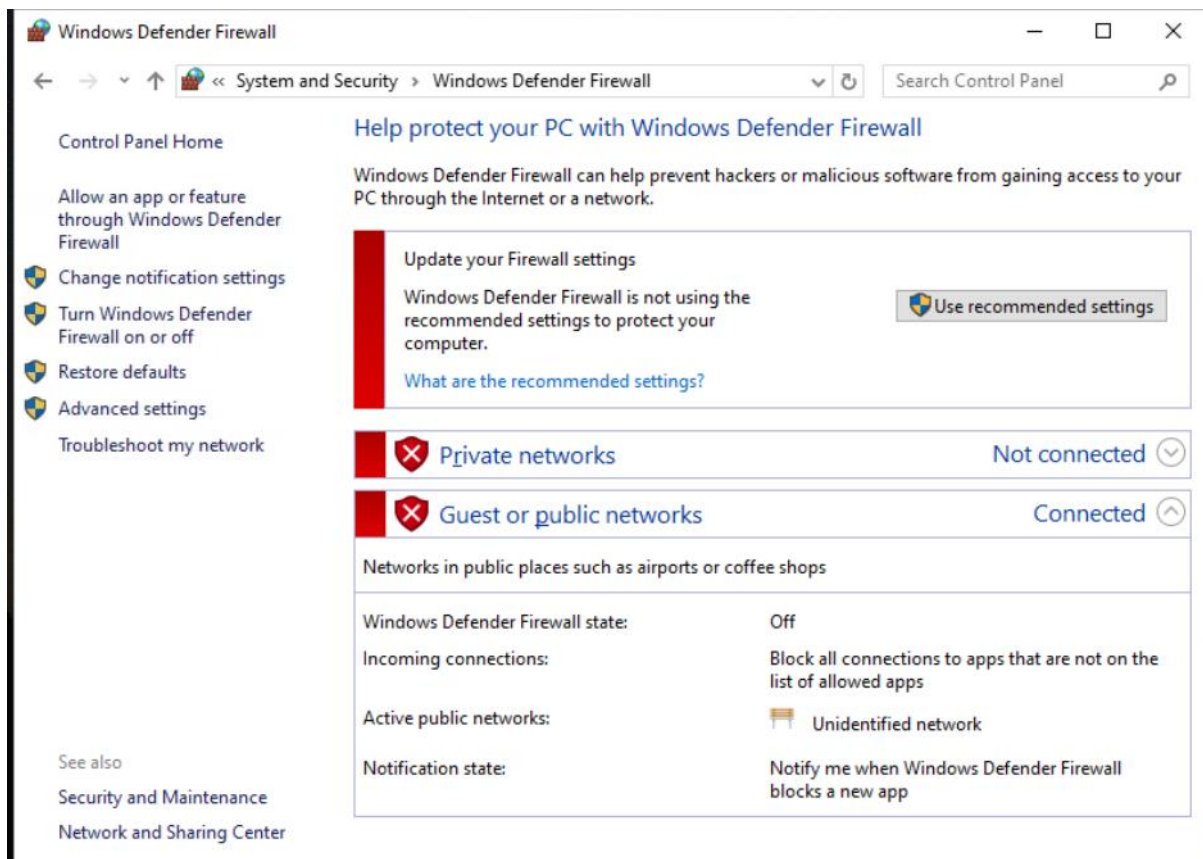 Windows Defender Firewall
« System and Security › Windows Defender Firewall
Search Control Panel
Control Panel Home
Allow an app or feature
through Windows Defender
Firewall
Change notification settings
Turn Windows Defender
Firewall on or off
Restore defaults
Advanced settings
Troubleshoot my network
See also
Security and Maintenance
Network and Sharing Center
Help protect your PC with Windows Defender Firewall
Windows Defender Firewall can help prevent hackers or malicious software from gaining access to your
PC through the Internet or a network.
Update your Firewall settings
Windows Defender Firewall is not using the
recommended settings to protect your
computer.
What are the recommended settings?
Use recommended settings
Private networks Not connected
Guest or public networks Connected
Networks in public places such as airports or coffee shops
Windows Defender Firewall state: Off
Incoming connections: Block all connections to apps that are not on the
list of allowed apps
Active public networks: Unidentified network
Notification state: Notify me when Windows Defender Firewall
blocks a new app